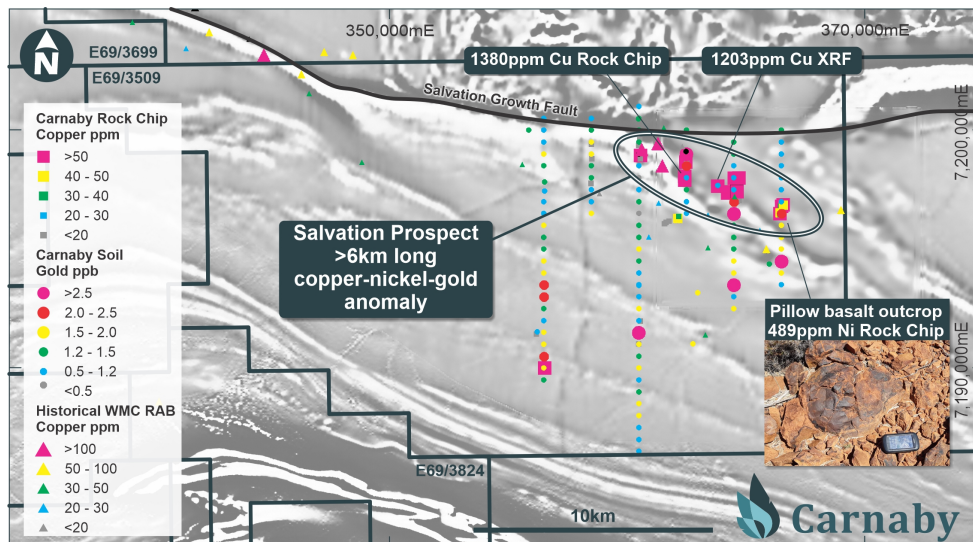 350,000mE
370,000mE
E69/3699
N
1380ppm Cu Rock Chip
1203ppm Cu XRF
E69/3509
Salvation Growth Fault
7,200,000mE
Carnaby Rock Chip
Copper ppm
>50
40 - 50
30 - 40
20 - 30
<20
Salvation Prospect
>6km long
copper-nickel-gold
anomaly
Carnaby Soil
Gold ppb
>2.5
2.0 - 2.5
1.5 - 2.0
1.2 - 1.5
0.5 - 1.2
<0.5
Pillow basalt outcrop
489ppm Ni Rock Chip
7,190,000mE
Historical WMC RAB
Copper ppm
>100
50 - 100
30 - 50
20 - 30
<20
E69/3824
10km
Carnaby